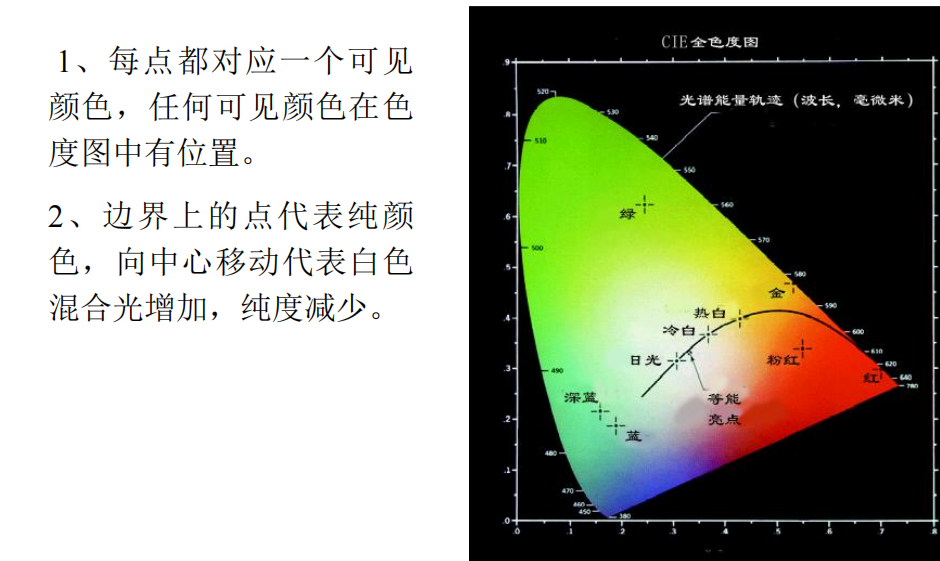 1、每点都对应一个可见
颜色，任何可见颜色在色
度图中有位置。
2、边界上的点代表纯颜
色，向中心移动代表白色
混合光增加，纯度减少。
CIE全色度图
光谱能量轨迹（波长，毫微米）
.9
.8
.7
.6
.5
.4
.3
.2
.1
.0
520
530
510
540
550
560
绿
570
500
580
金
590
热白
冷白
600
日光
粉红
610
620
490
红
640
780
深蓝
等能
亮点
蓝
480
470
460
450
380
0
.1
.2
.3
.4
.5
.6
.7
.8